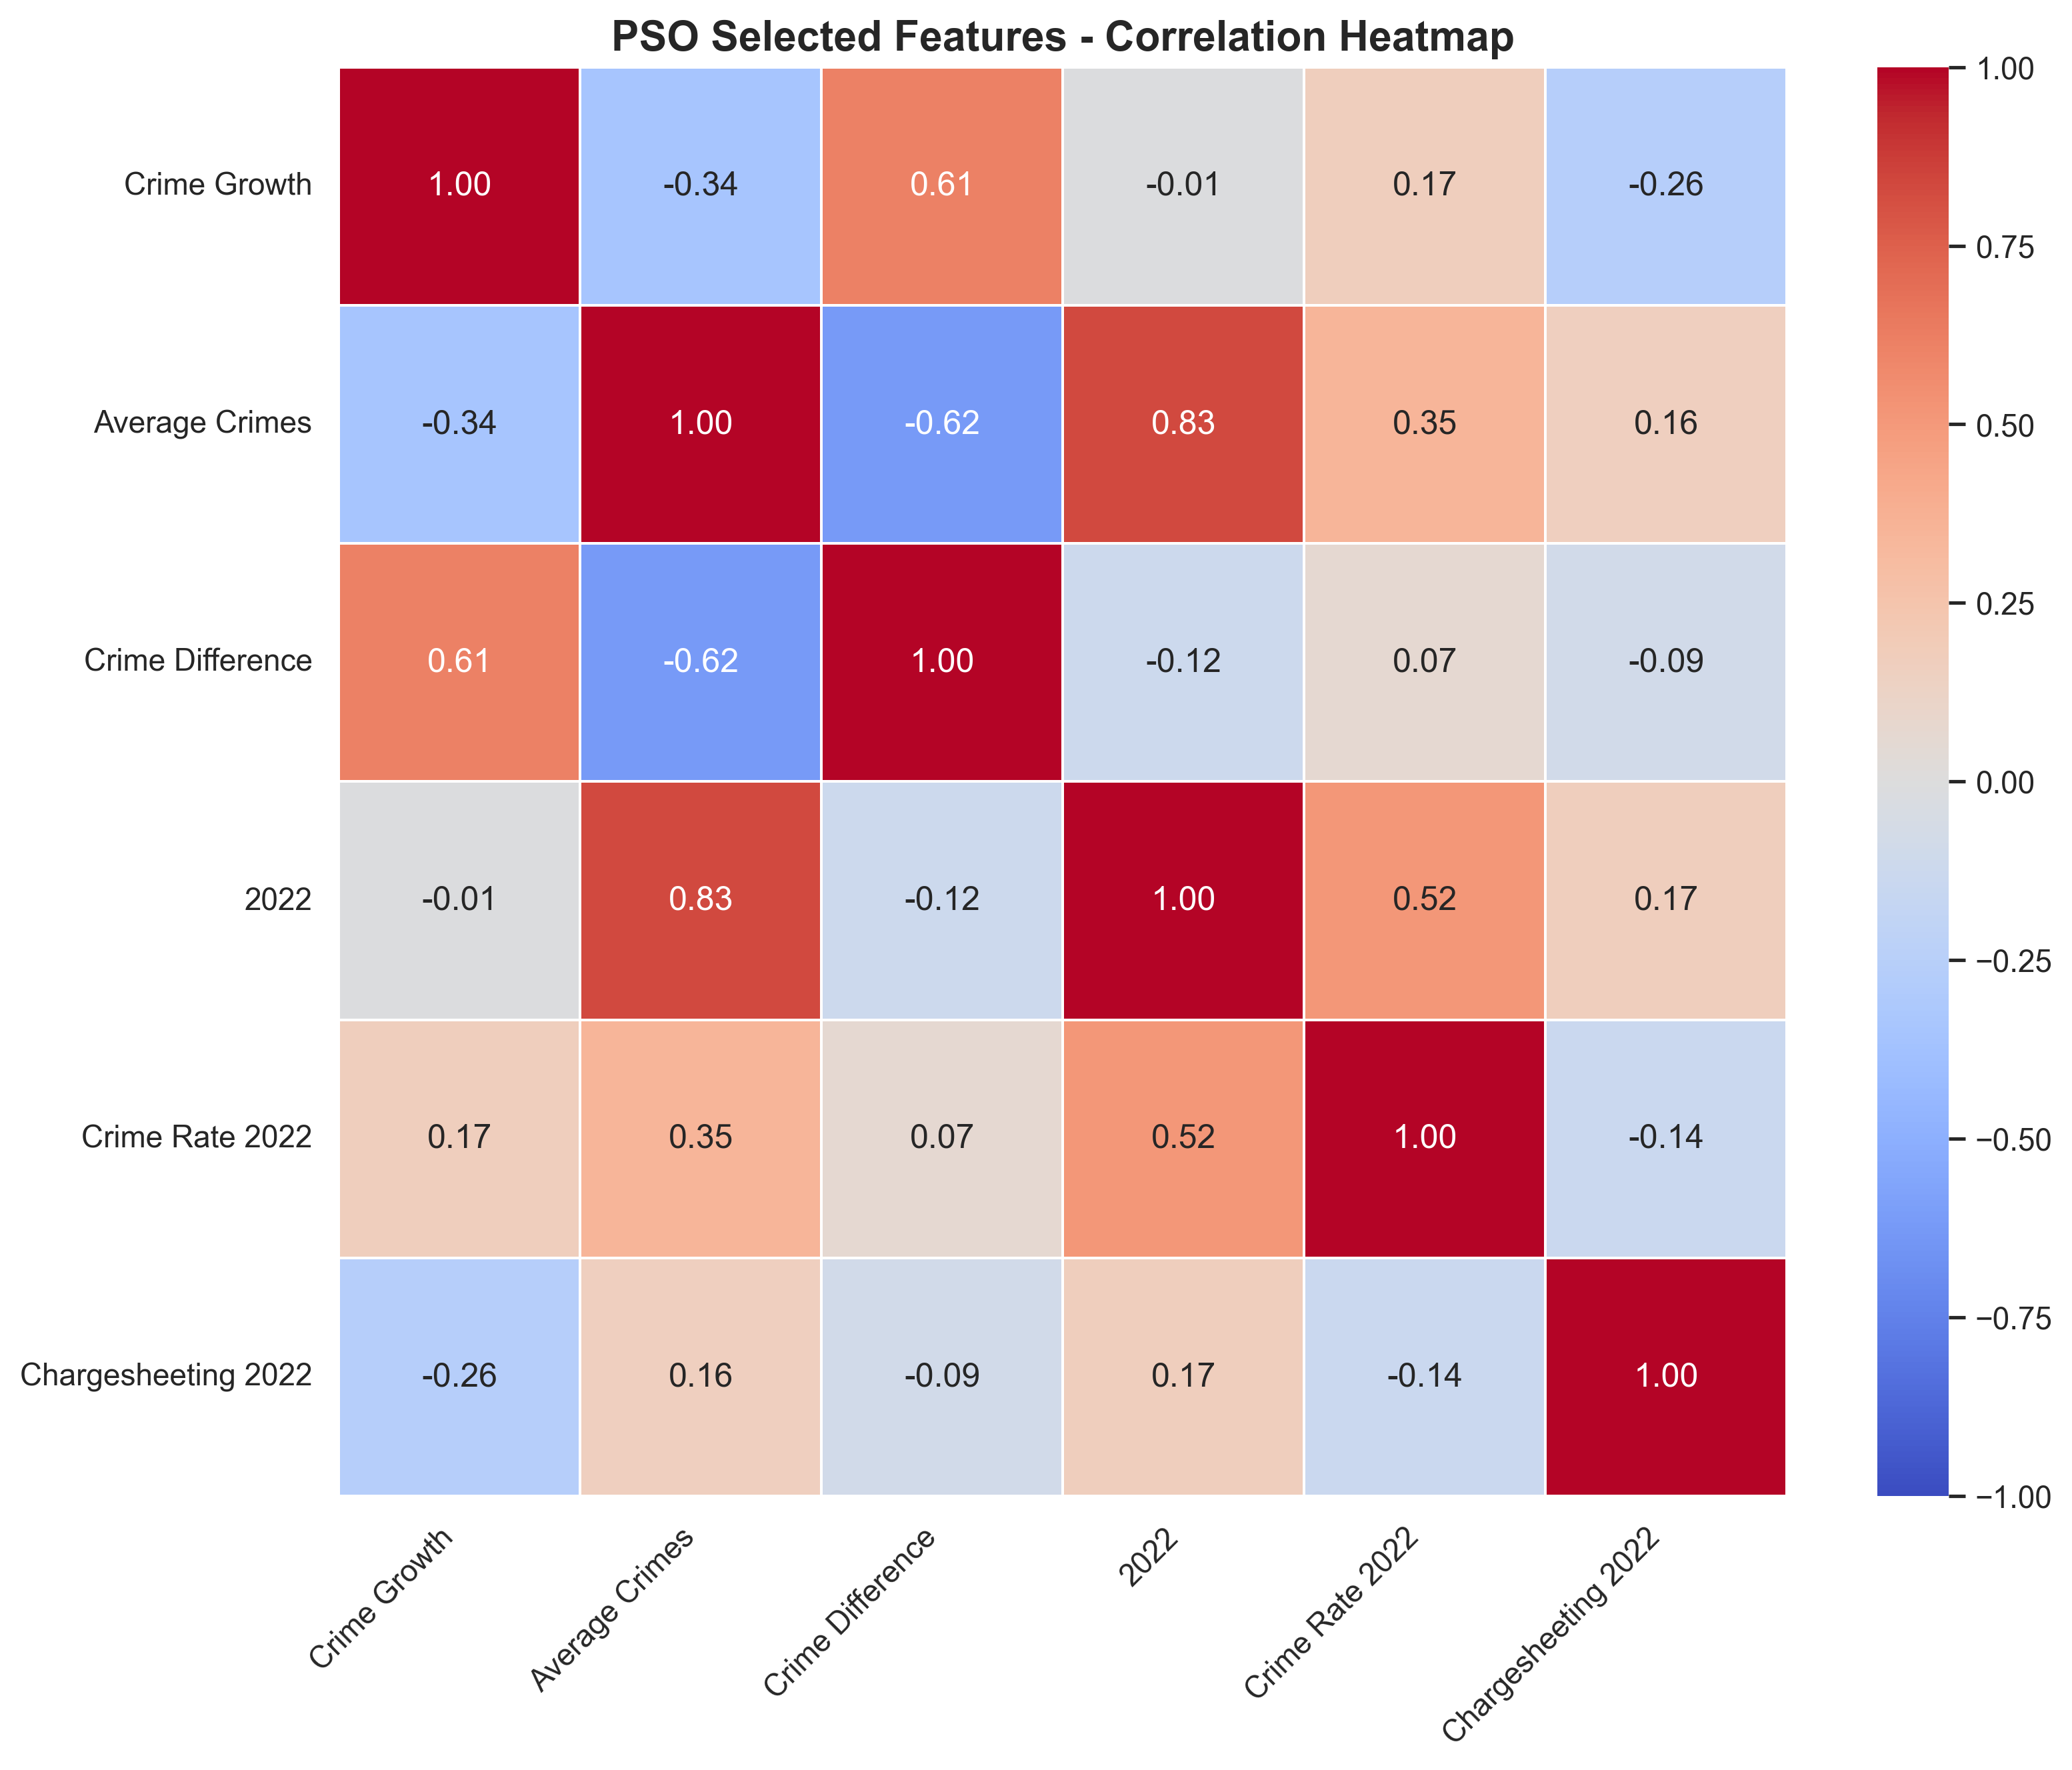 PSO Selected Features - Correlation Heatmap
Crime Growth 1.00 -0.34 0.61 -0.01 0.17 -0.26
Average Crimes -0.34 1.00 -0.62 0.83 0.35 0.16
Crime Difference 0.61 -0.62 1.00 -0.12 0.07 -0.09
2022 -0.01 0.83 -0.12 1.00 0.52 0.17
Crime Rate 2022 0.17 0.35 0.07 0.52 1.00 -0.14
Chargesheeting 2022 -0.26 0.16 -0.09 0.17 -0.14 1.00
Crime Growth
Average Crimes
Crime Difference
2022
Crime Rate 2022
Chargesheeting 2022
1.00
0.75
0.50
0.25
0.00
−0.25
−0.50
−0.75
−1.00